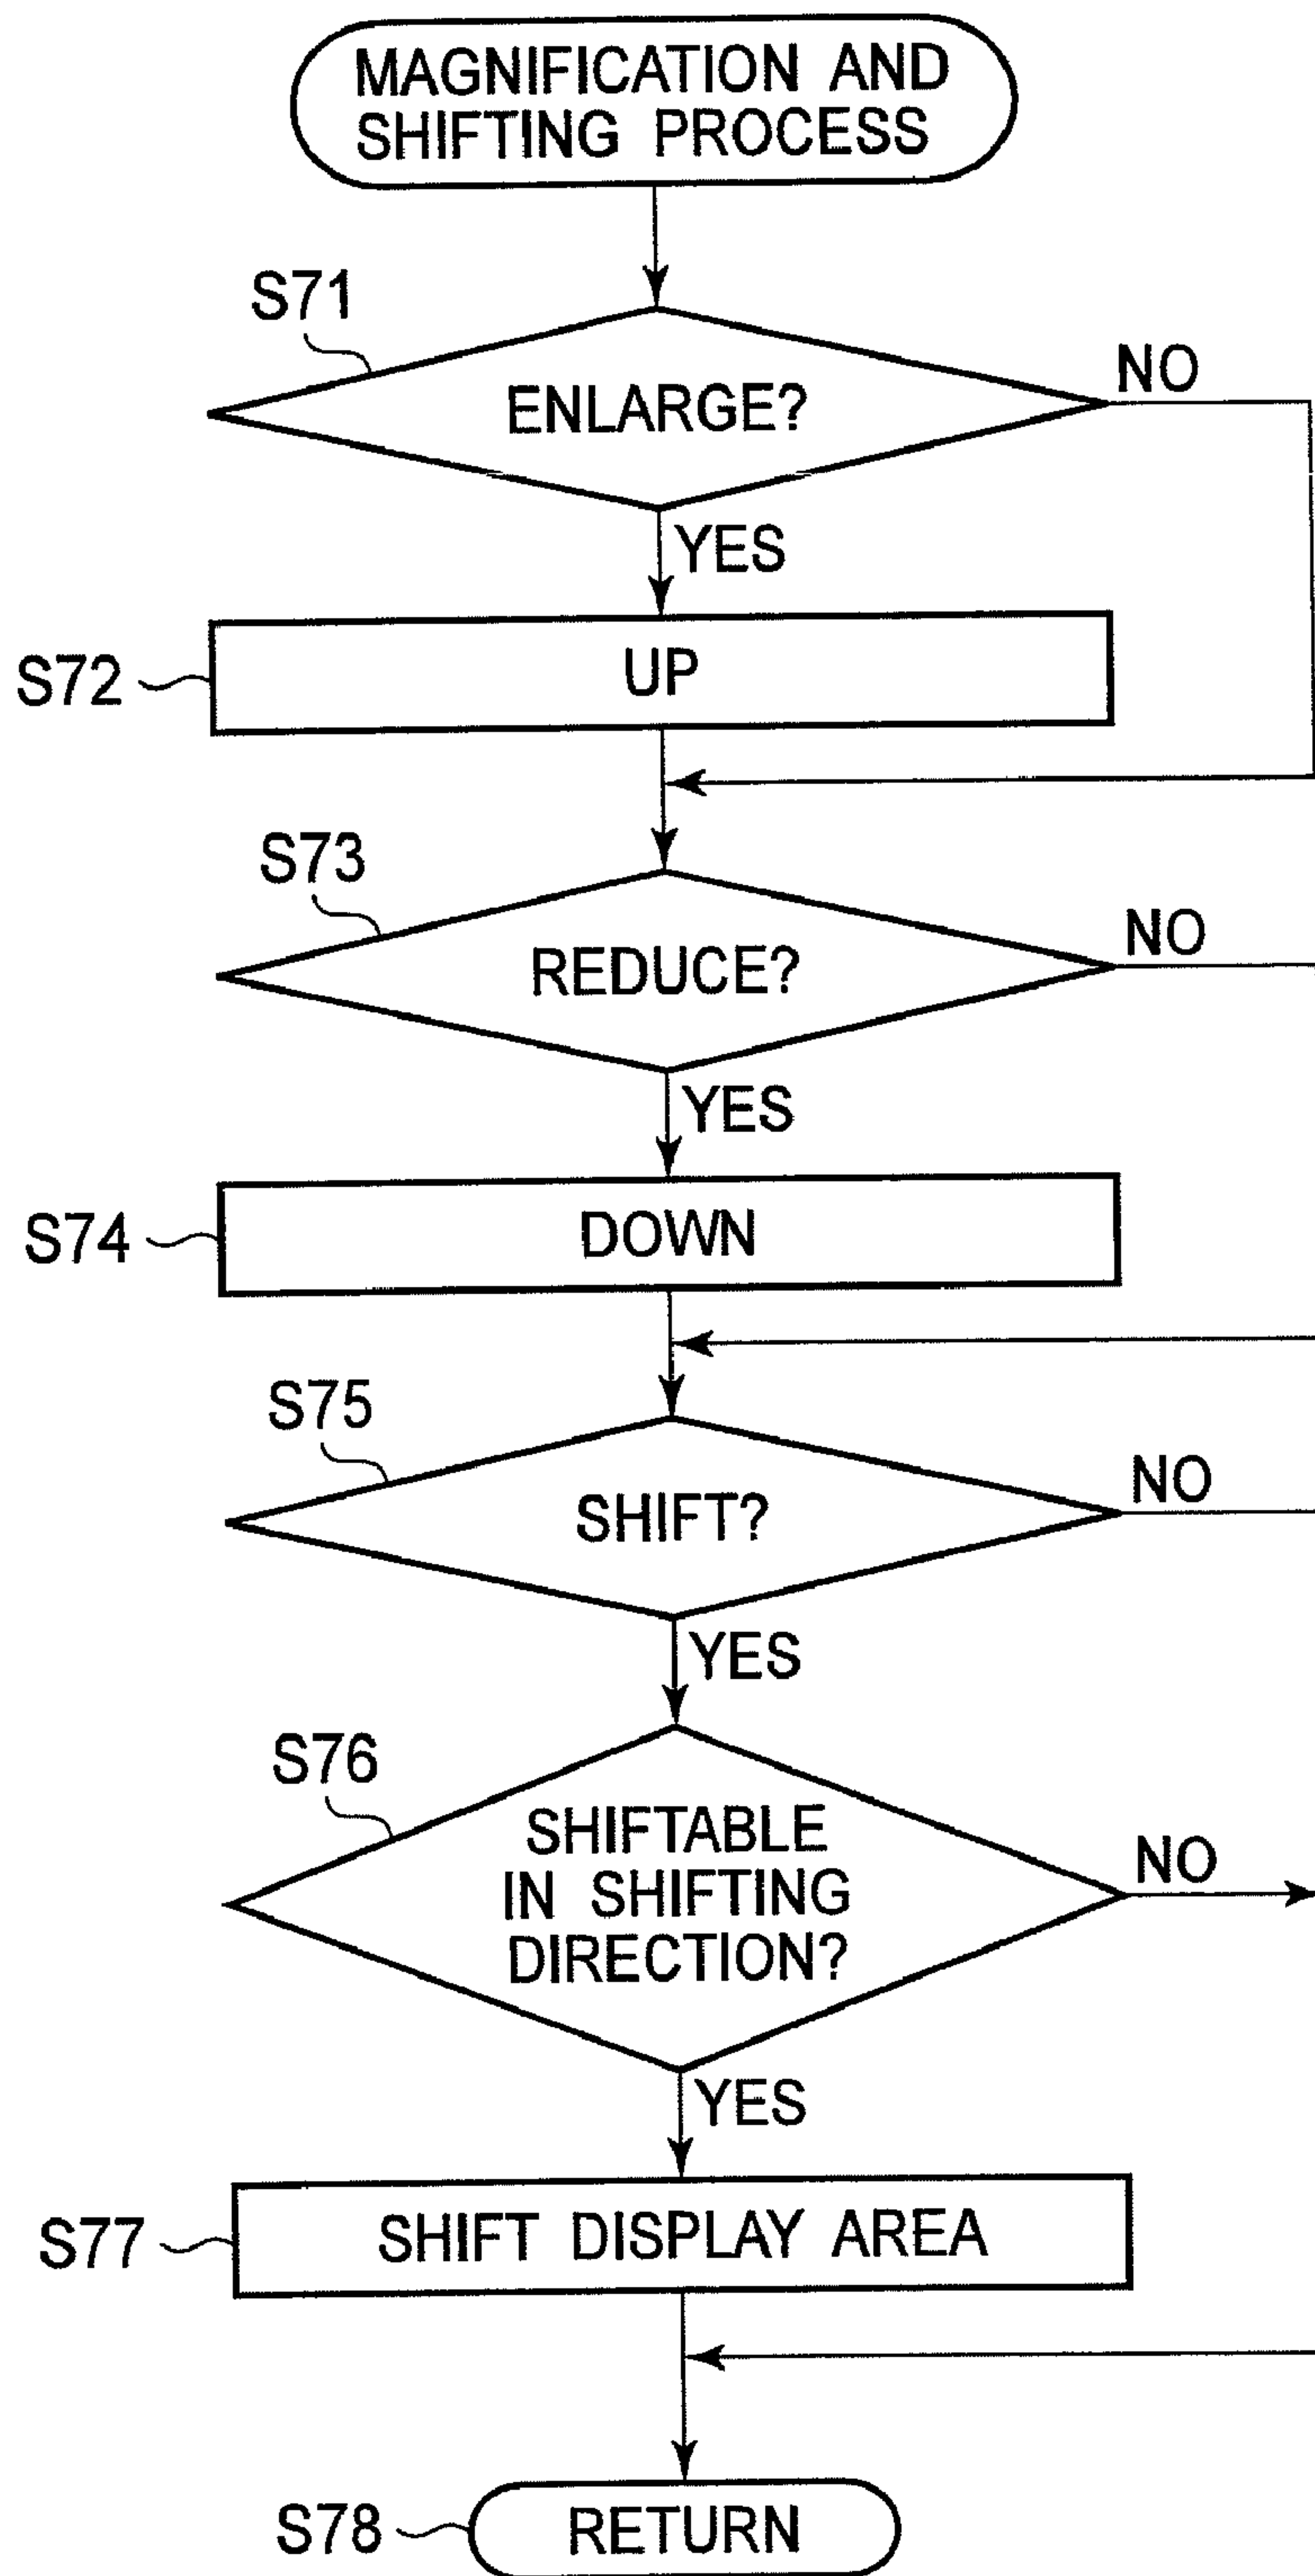 MAGNIFICATION AND
SHIFTING PROCESS
S71
ENLARGE?
NO
YES
S72
UP
S73
REDUCE?
NO
YES
S74
DOWN
S75
SHIFT?
NO
YES
S76
SHIFTABLE
IN SHIFTING
DIRECTION?
NO
YES
S77
SHIFT DISPLAY AREA
S78
RETURN